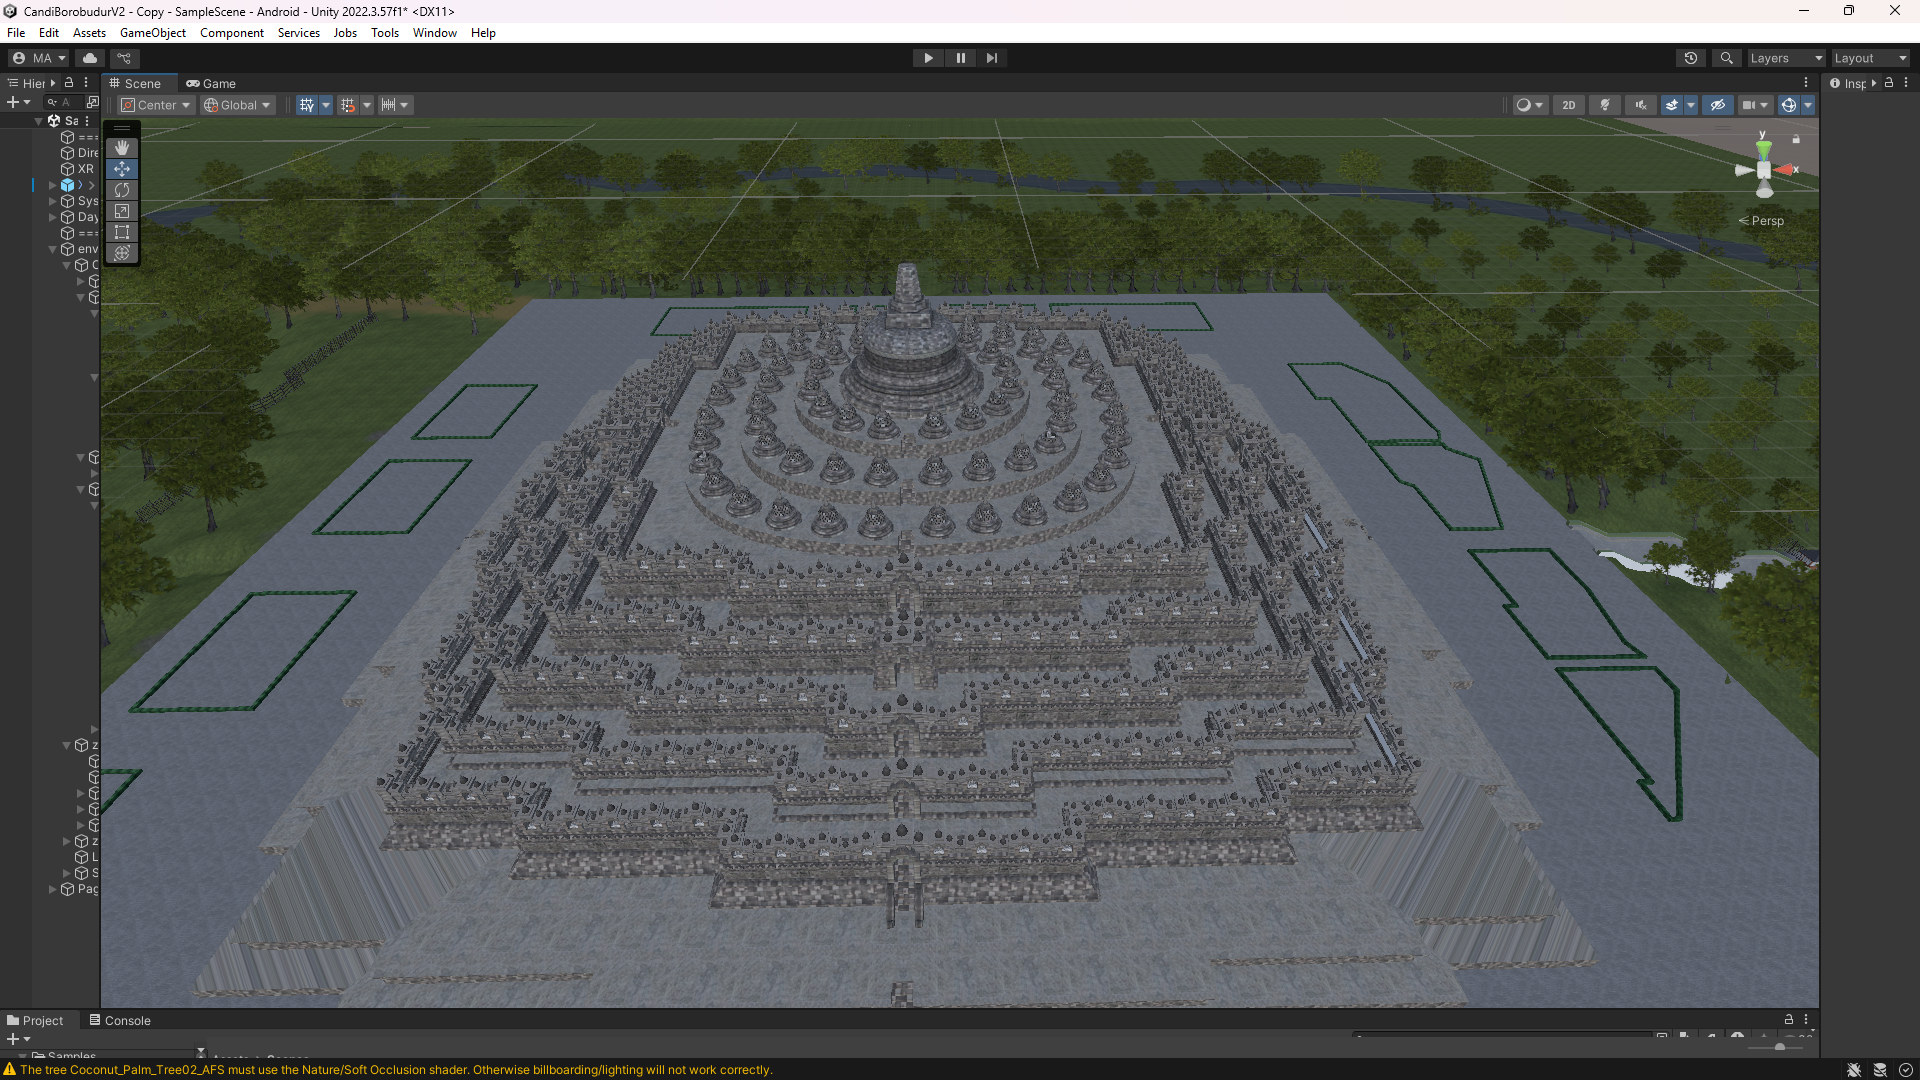 CandiBorobudurV2 - Copy - SampleScene - Android - Unity 2022.3.57f1* <DX11>
File Edit Assets GameObject Component Services Jobs Tools Window Help
MA Layers Layout
Hier Scene Game Insp
A Center Global 2D
Sa
===
Dire
XR
Sys
Day
===
env
C
z
z
L
S
Pag
y
x
Persp
Project Console
Samples
The tree Coconut_Palm_Tree02_AFS must use the Nature/Soft Occlusion shader. Otherwise billboarding/lighting will not work correctly.